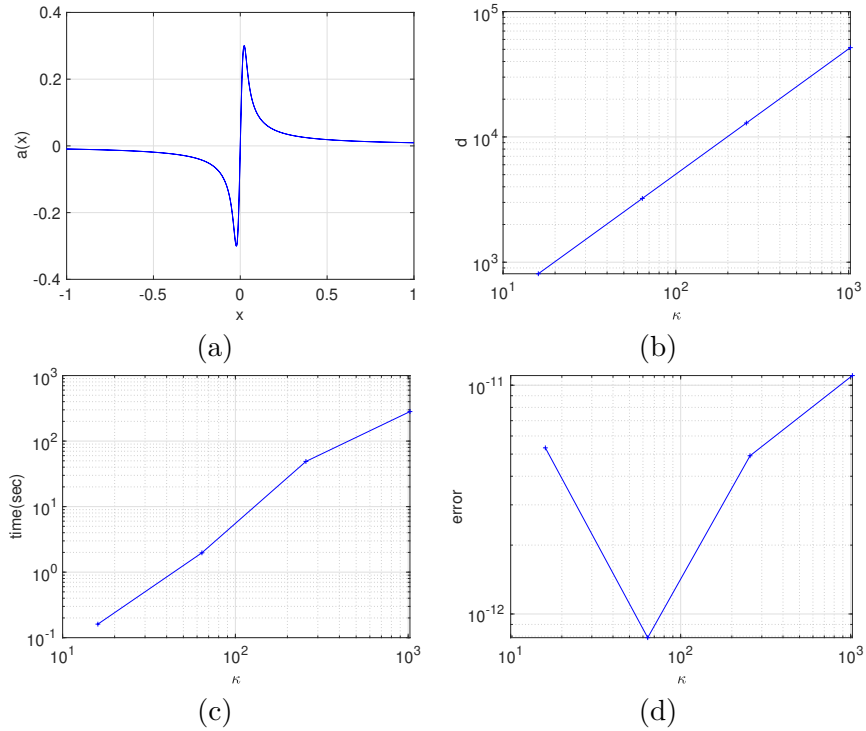 0.4
0.2
0
-0.2
-0.4
a(x)
-1 -0.5 0 0.5 1
x
(a)
10^5
10^4
10^3
d
10^1 10^2 10^3
κ
(b)
10^3
10^2
10^1
10^0
10^-1
time(sec)
10^1 10^2 10^3
κ
(c)
10^-11
10^-12
error
10^1 10^2 10^3
κ
(d)